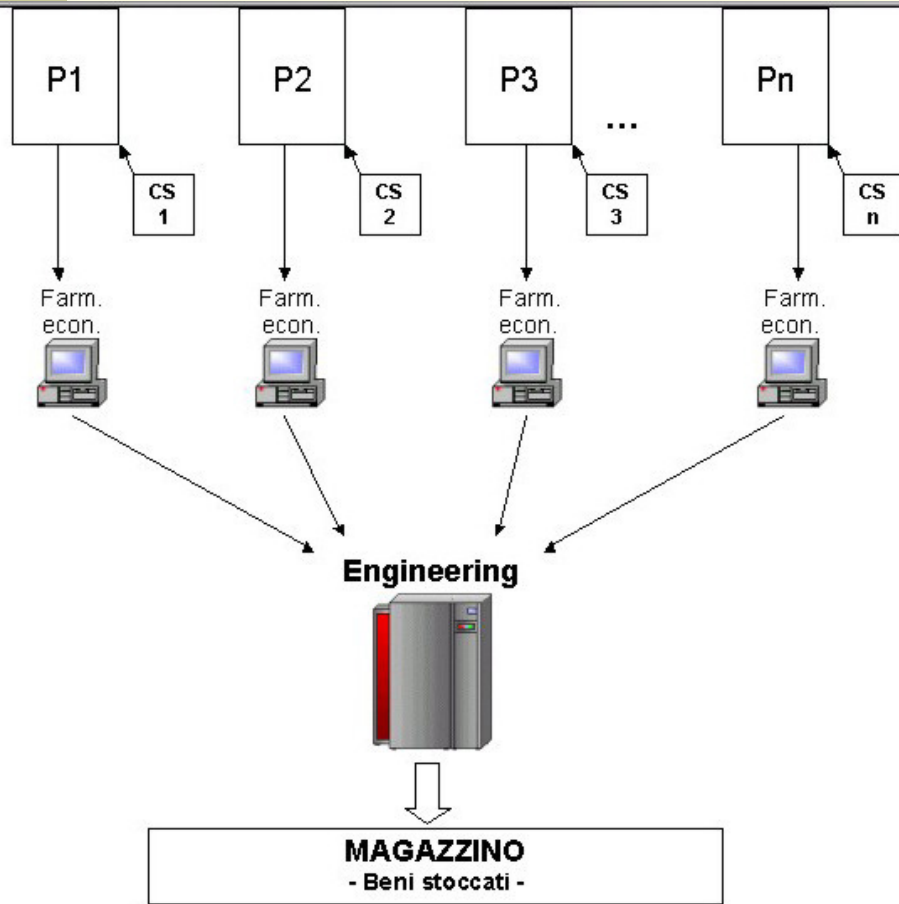 P1
P2
P3
...
Pn
CS
1
CS
2
CS
3
CS
n
Farm.
econ.
Farm.
econ.
Farm.
econ.
Farm.
econ.
Engineering
MAGAZZINO
- Beni stoccati -